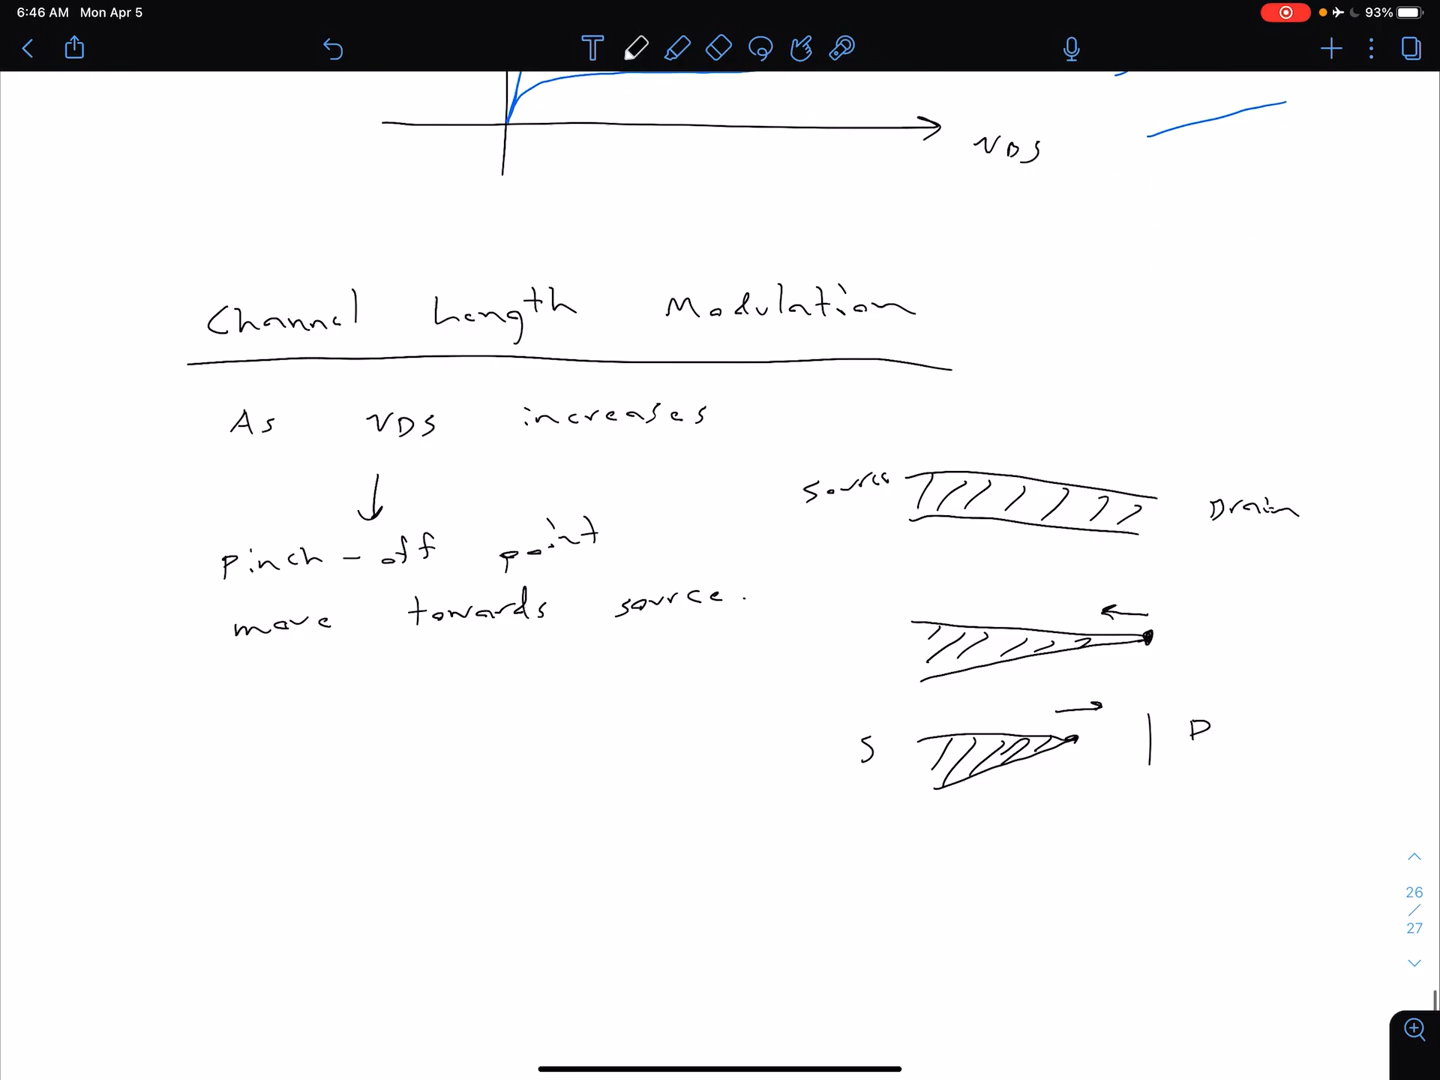 6:46 AM Mon Apr 5
93%
T
VDS
Channel Length Modulation
As VDS increases
Source
Drain
Pinch-off point
move towards source.
S
D
26
/
27